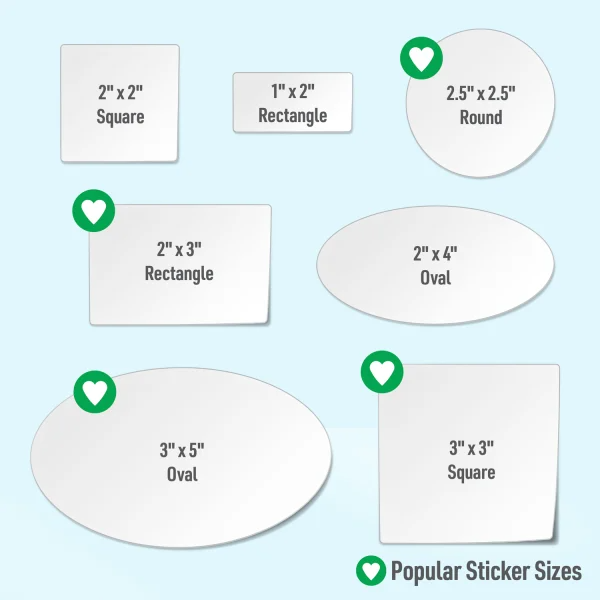 2" x 2"
Square
1" x 2"
Rectangle
2.5" x 2.5"
Round
2" x 3"
Rectangle
2" x 4"
Oval
3" x 5"
Oval
3" x 3"
Square
Popular Sticker Sizes